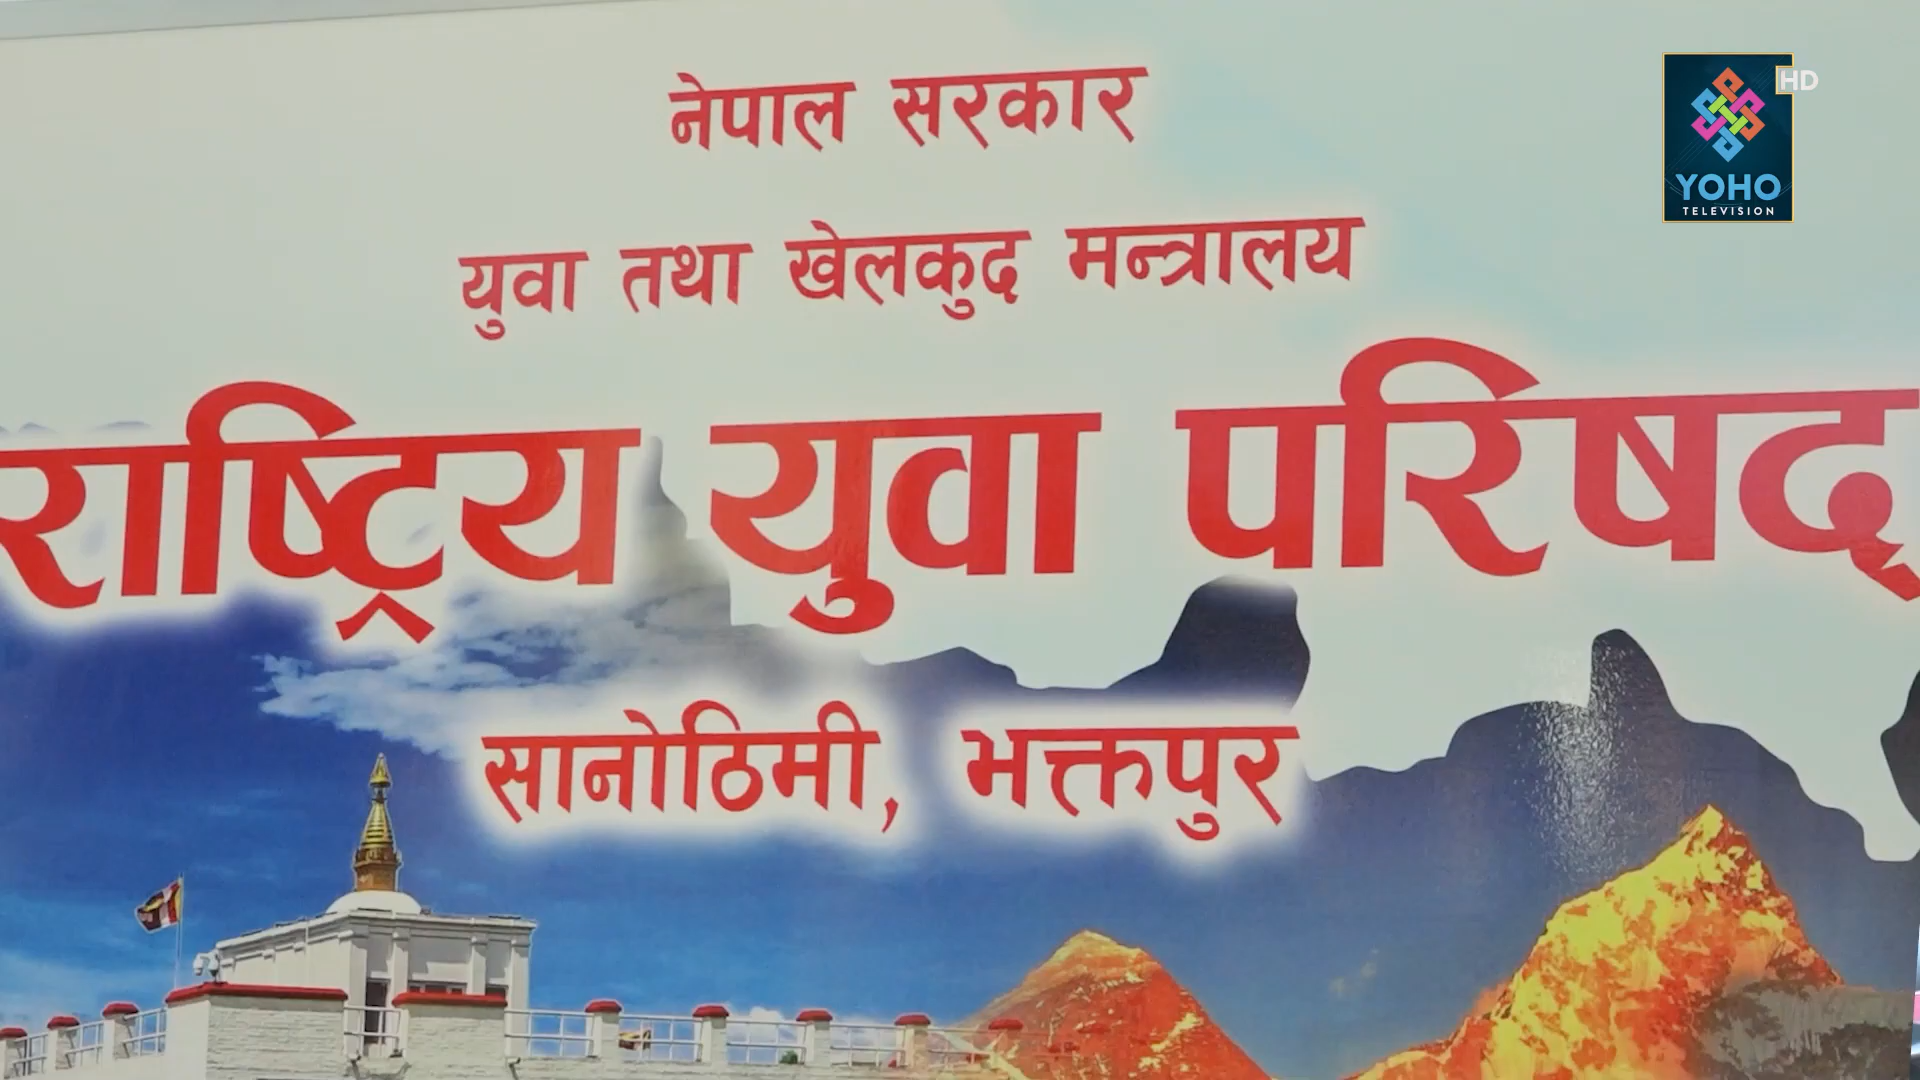 नेपाल सरकार
युवा तथा खेलकुद मन्त्रालय
राष्ट्रिय युवा परिषद्
सानोठिमी, भक्तपुर
HD
YOHO
TELEVISION